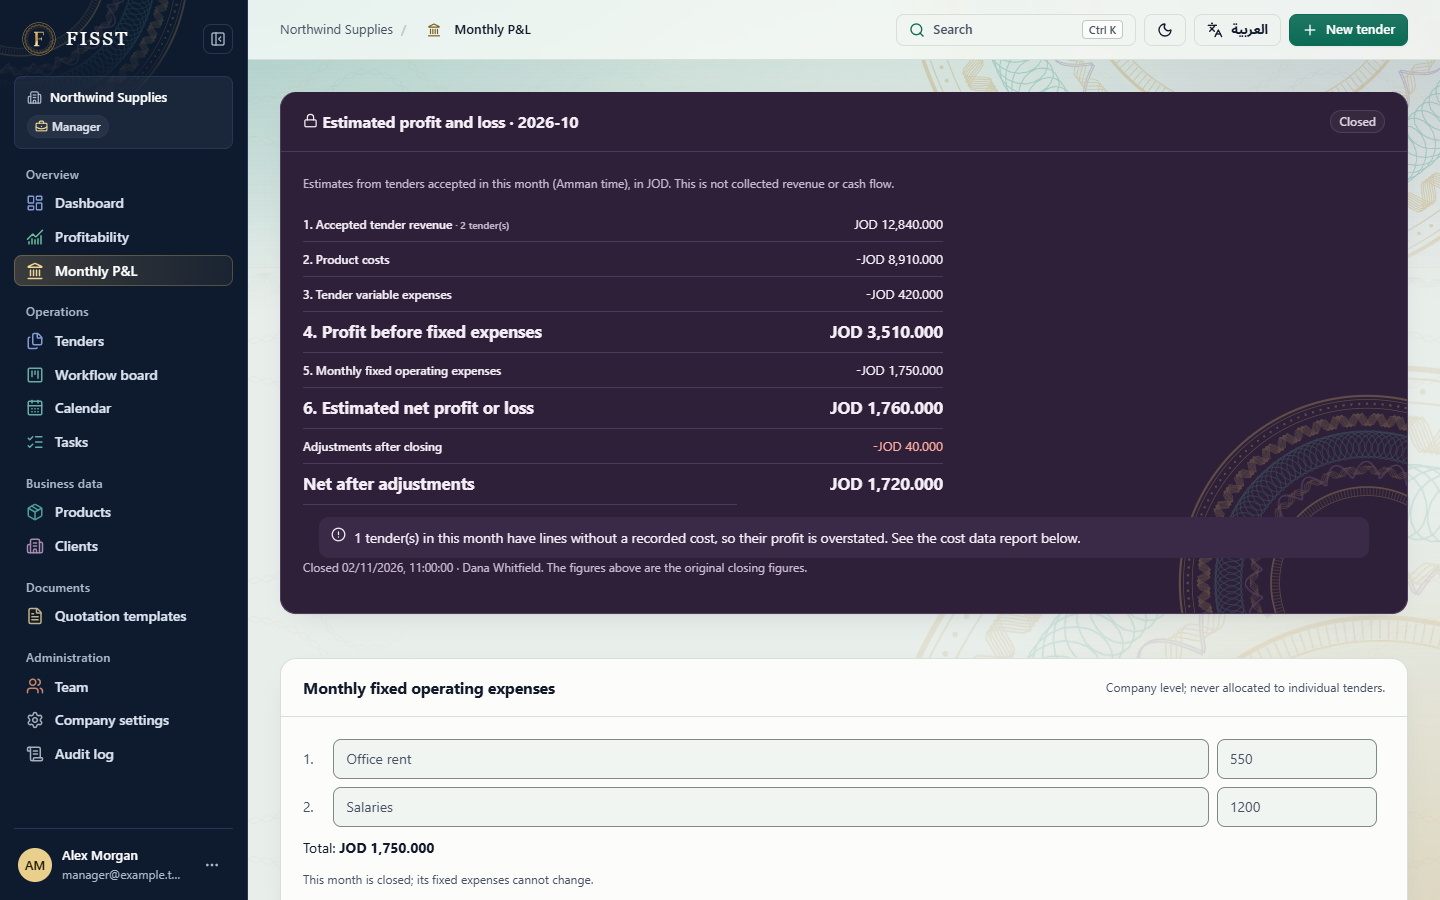 FISST
Northwind Supplies
Manager
Overview
Dashboard
Profitability
Monthly P&L
Operations
Tenders
Workflow board
Calendar
Tasks
Business data
Products
Clients
Documents
Quotation templates
Administration
Team
Company settings
Audit log
AM
Alex Morgan
manager@example.t...
Northwind Supplies / Monthly P&L
Search Ctrl K
العربية
New tender
Estimated profit and loss · 2026-10
Closed
Estimates from tenders accepted in this month (Amman time), in JOD. This is not collected revenue or cash flow.
1. Accepted tender revenue · 2 tender(s) JOD 12,840.000
2. Product costs -JOD 8,910.000
3. Tender variable expenses -JOD 420.000
4. Profit before fixed expenses JOD 3,510.000
5. Monthly fixed operating expenses -JOD 1,750.000
6. Estimated net profit or loss JOD 1,760.000
Adjustments after closing -JOD 40.000
Net after adjustments JOD 1,720.000
1 tender(s) in this month have lines without a recorded cost, so their profit is overstated. See the cost data report below.
Closed 02/11/2026, 11:00:00 · Dana Whitfield. The figures above are the original closing figures.
Monthly fixed operating expenses
Company level; never allocated to individual tenders.
1. Office rent 550
2. Salaries 1200
Total: JOD 1,750.000
This month is closed; its fixed expenses cannot change.